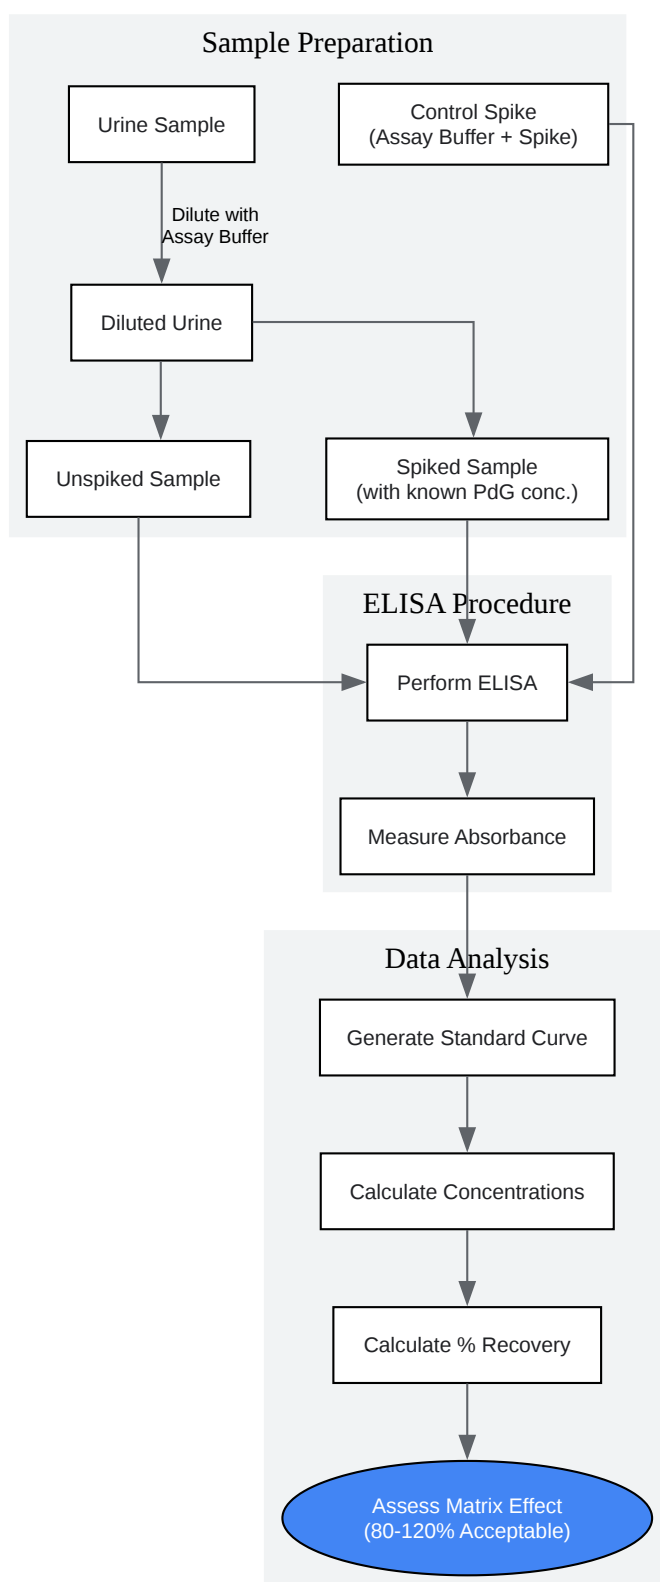 Sample Preparation
Urine Sample
Control Spike
(Assay Buffer + Spike)
Dilute with
Assay Buffer
Diluted Urine
Unspiked Sample
Spiked Sample
(with known PdG conc.)
ELISA Procedure
Perform ELISA
Measure Absorbance
Data Analysis
Generate Standard Curve
Calculate Concentrations
Calculate % Recovery
Assess Matrix Effect
(80-120% Acceptable)